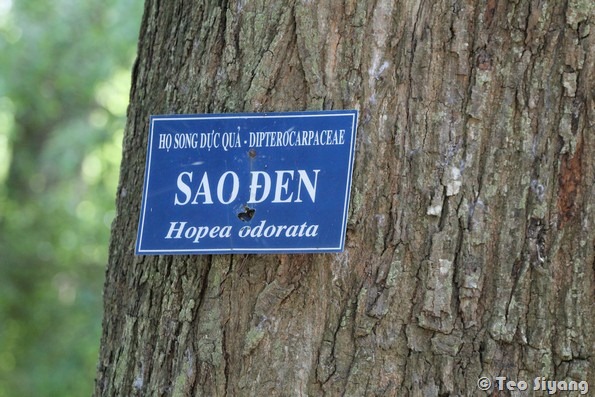 HỌ SONG DỰC QUẢ - DIPTEROCARPACEAE
SAO ĐEN
Hopea odorata
© Teo Siyang